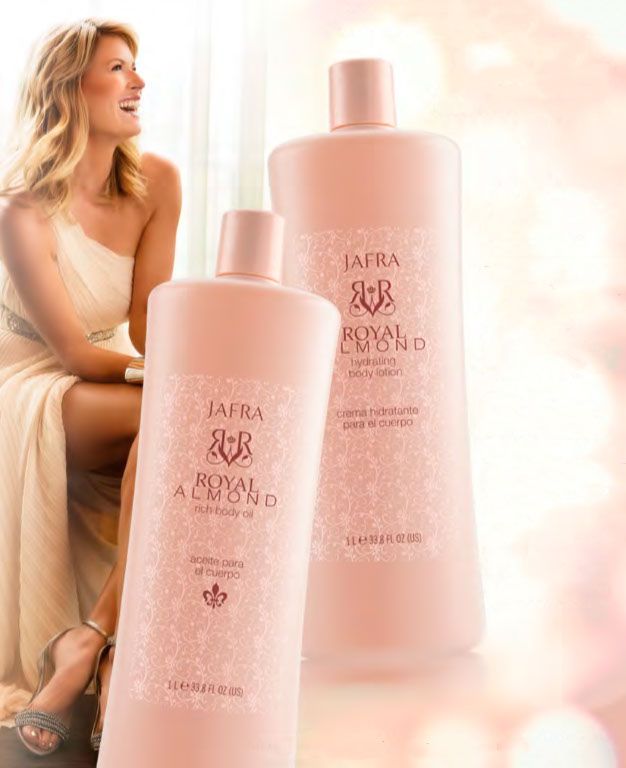 JAFRA
ROYAL
ALMOND
rich body oil
aceite para
el cuerpo
1 L e 33,8 FL OZ (US)
JAFRA
ROYAL
ALMOND
hydrating
body lotion
crema hidratante
para el cuerpo
1 L e 33,8 FL OZ (US)